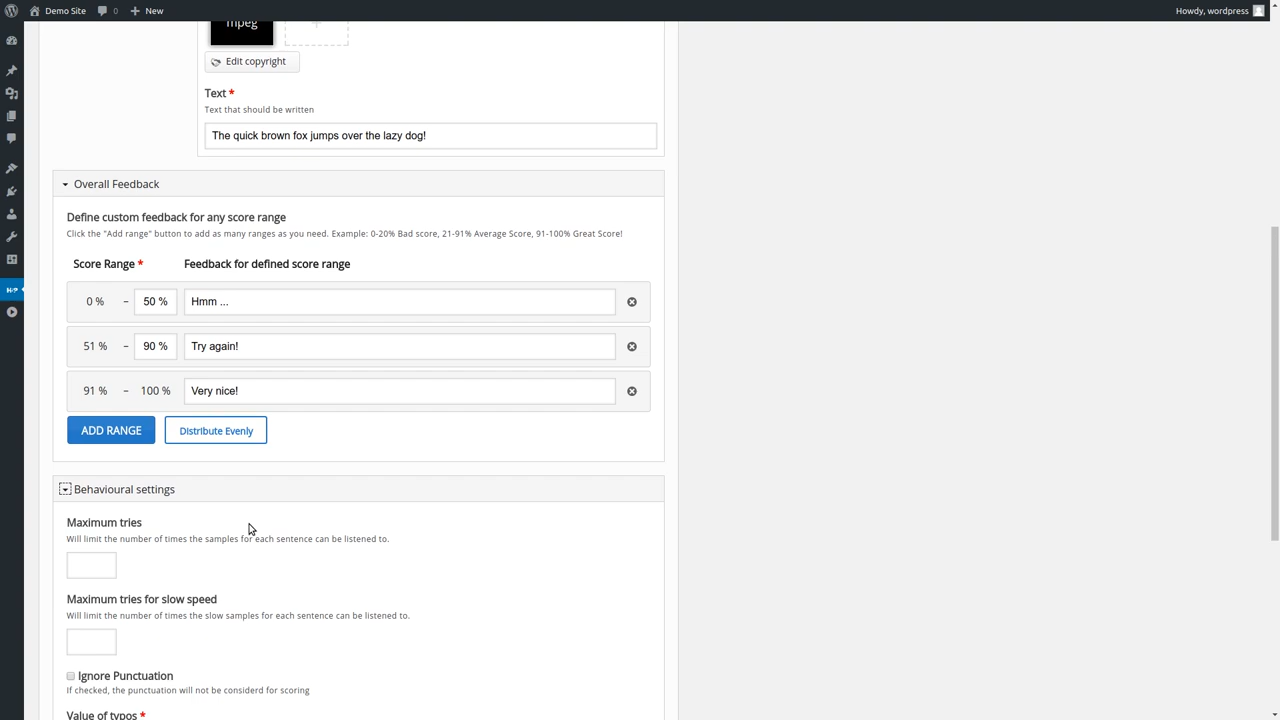 Demo Site 0 New Howdy, wordpress
mpeg
Edit copyright
Text *
Text that should be written
The quick brown fox jumps over the lazy dog!
Overall Feedback
Define custom feedback for any score range
Click the "Add range" button to add as many ranges as you need. Example: 0-20% Bad score, 21-91% Average Score, 91-100% Great Score!
Score Range * Feedback for defined score range
0 % – 50 % Hmm ...
51 % – 90 % Try again!
91 % – 100 % Very nice!
ADD RANGE Distribute Evenly
Behavioural settings
Maximum tries
Will limit the number of times the samples for each sentence can be listened to.
Maximum tries for slow speed
Will limit the number of times the slow samples for each sentence can be listened to.
Ignore Punctuation
If checked, the punctuation will not be considerd for scoring
Value of typos *